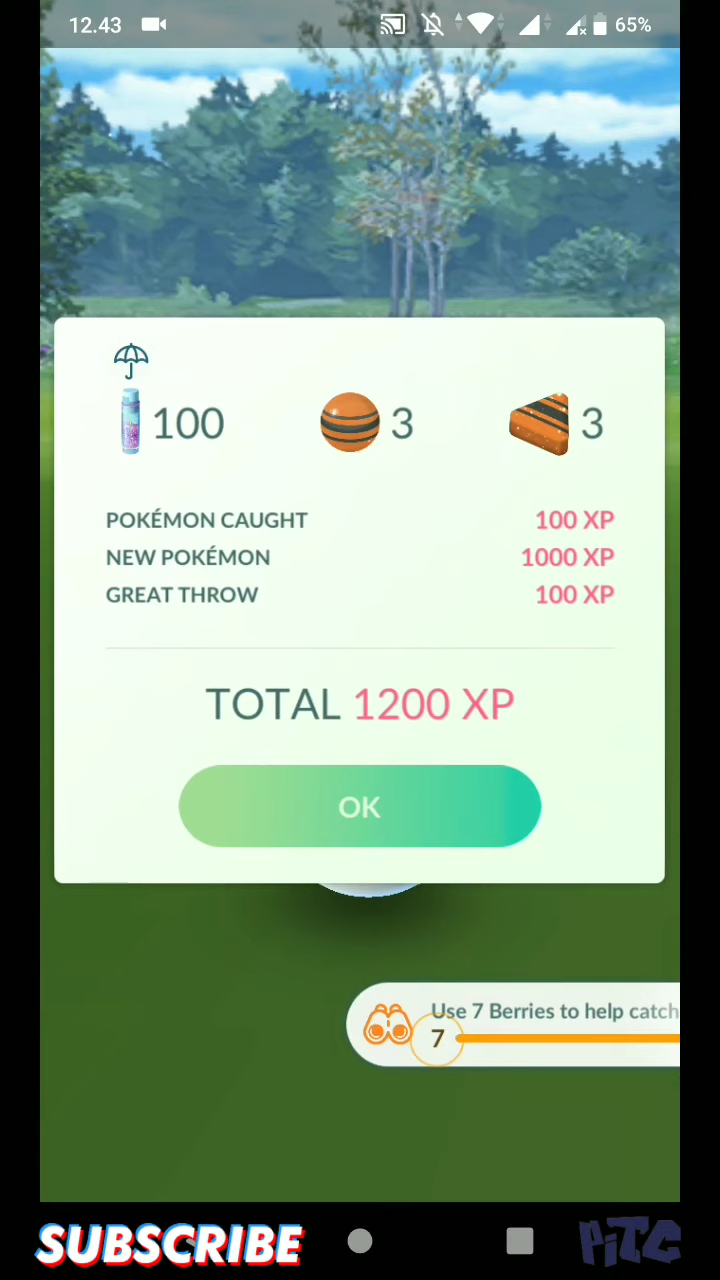 12.43 65%
100 3 3
POKÉMON CAUGHT 100 XP
NEW POKÉMON 1000 XP
GREAT THROW 100 XP
TOTAL 1200 XP
OK
Use 7 Berries to help catch
7
SUBSCRIBE PiTC